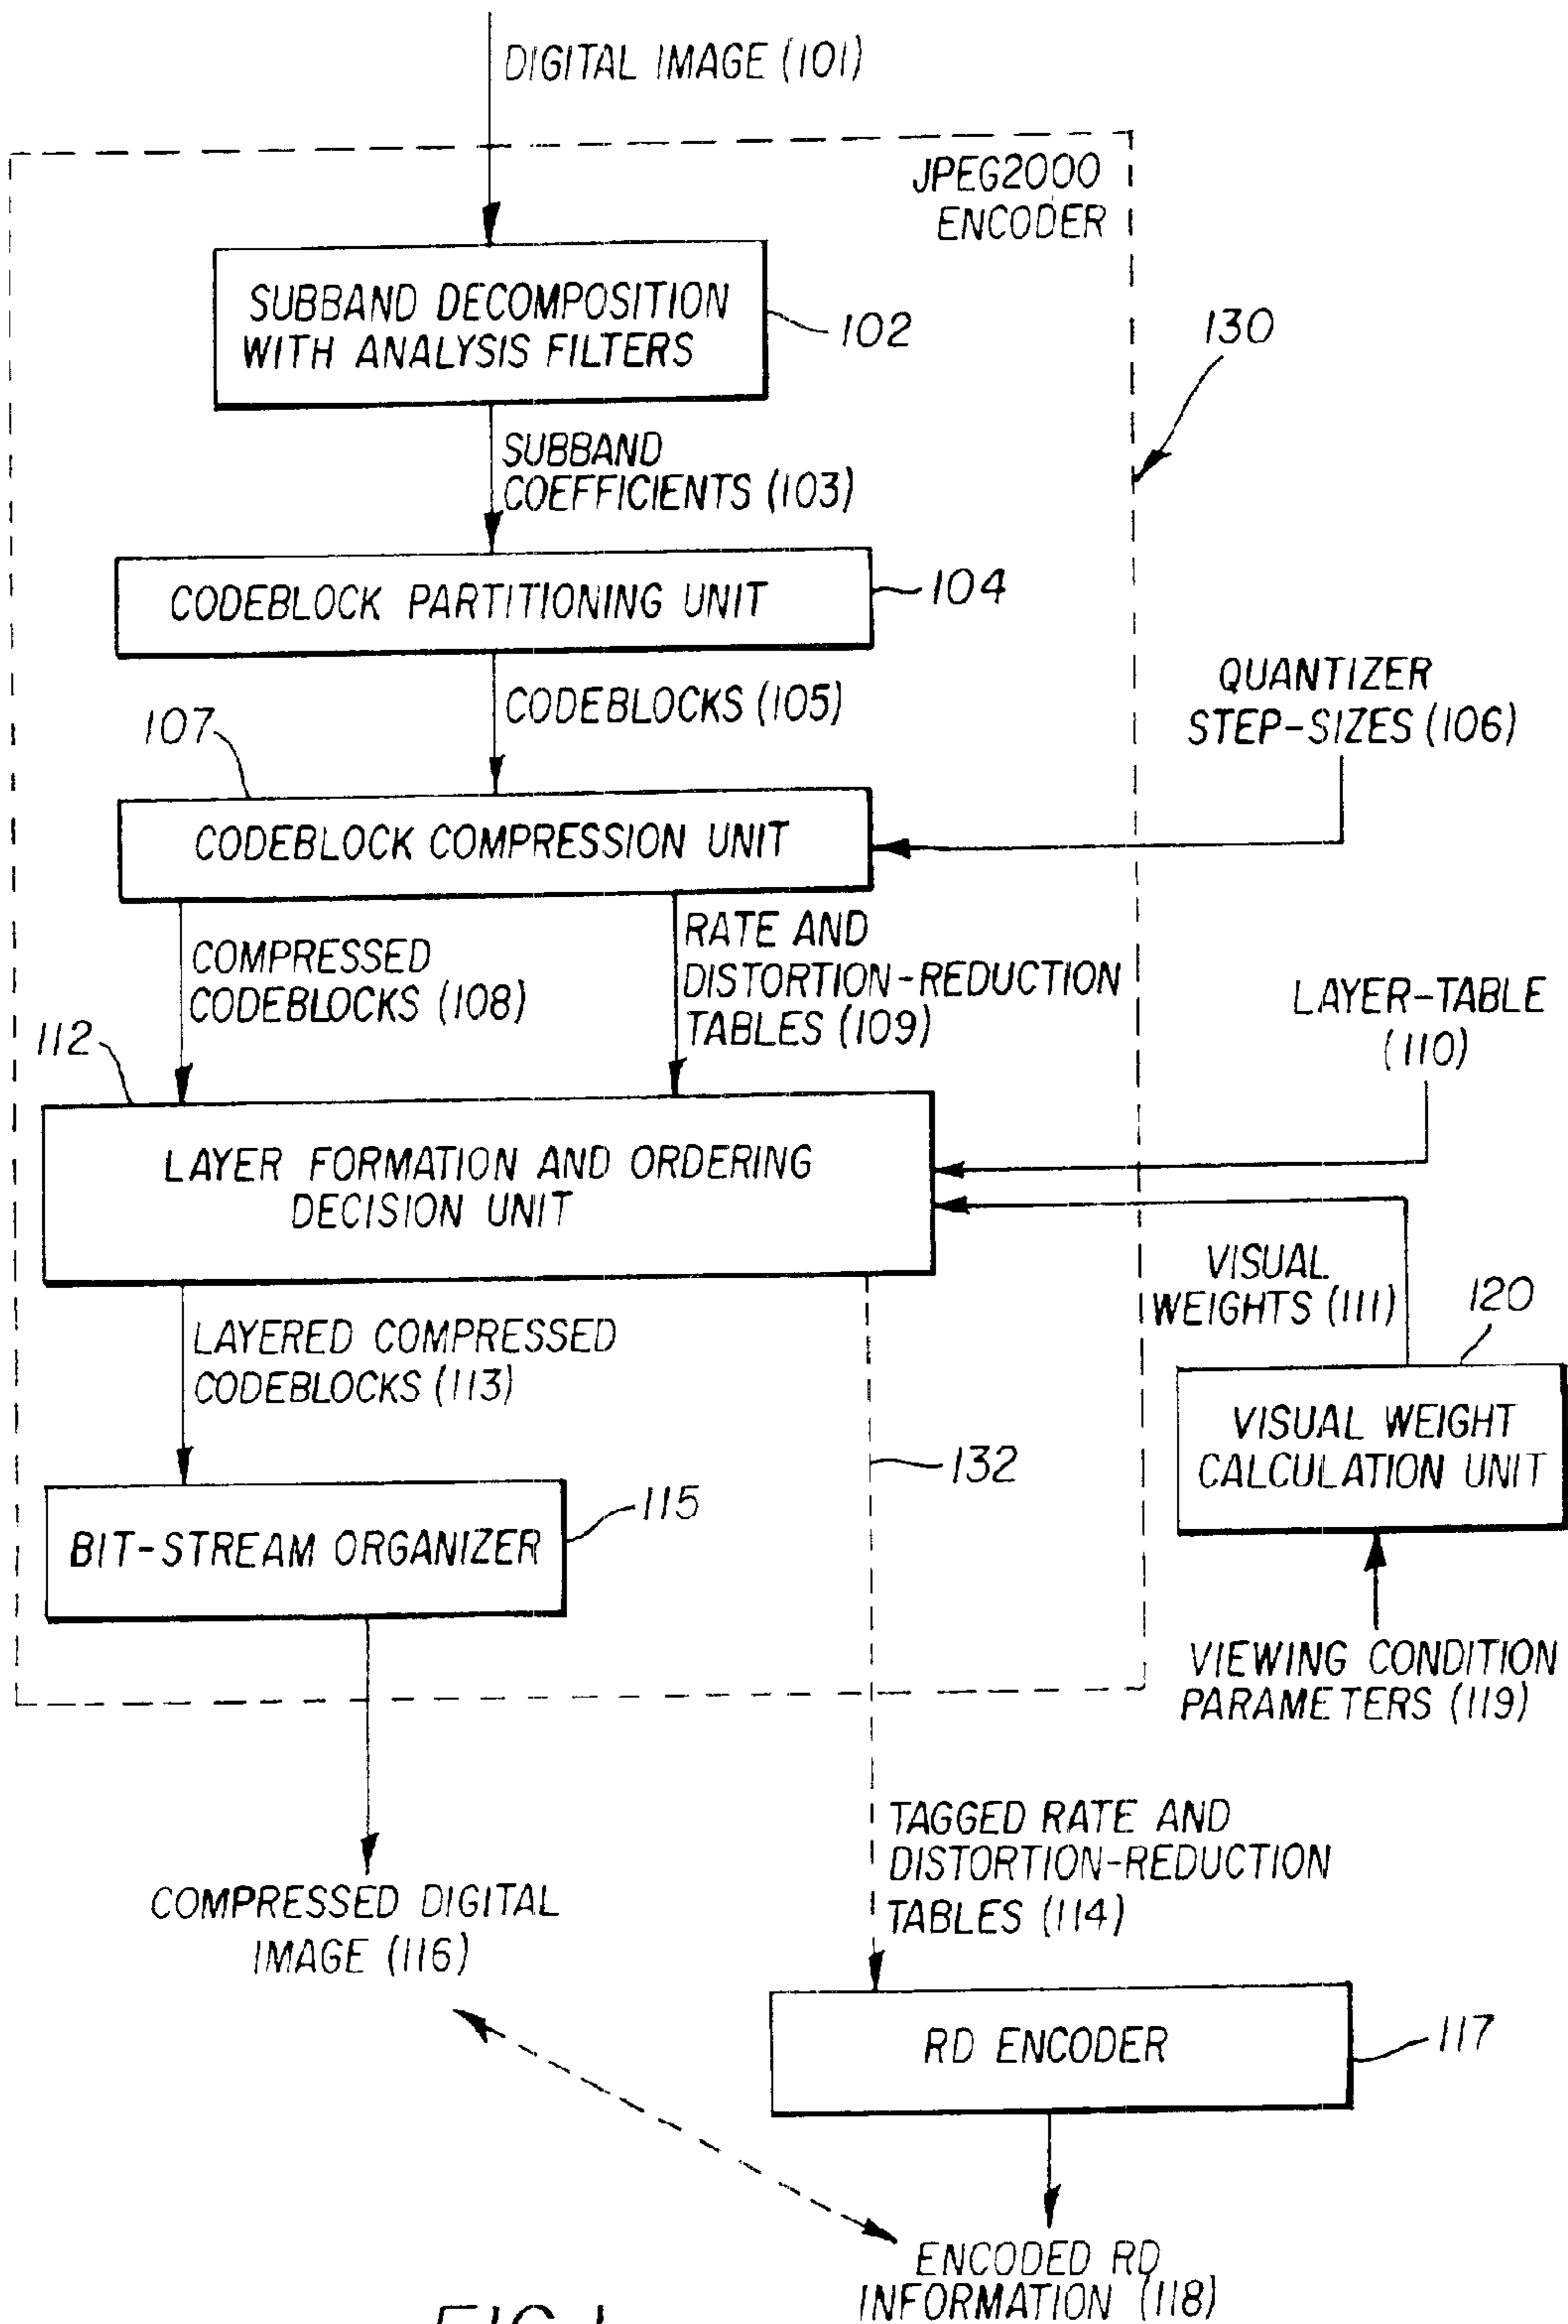 DIGITAL IMAGE (101)
JPEG2000
ENCODER
SUBBAND DECOMPOSITION
WITH ANALYSIS FILTERS
102
130
SUBBAND
COEFFICIENTS (103)
CODEBLOCK PARTITIONING UNIT
104
CODEBLOCKS (105)
QUANTIZER
STEP-SIZES (106)
107
CODEBLOCK COMPRESSION UNIT
COMPRESSED
CODEBLOCKS (108)
RATE AND
DISTORTION-REDUCTION
TABLES (109)
LAYER-TABLE
(110)
112
LAYER FORMATION AND ORDERING
DECISION UNIT
VISUAL
WEIGHTS (111)
120
LAYERED COMPRESSED
CODEBLOCKS (113)
VISUAL WEIGHT
CALCULATION UNIT
132
115
BIT-STREAM ORGANIZER
VIEWING CONDITION
PARAMETERS (119)
TAGGED RATE AND
DISTORTION-REDUCTION
TABLES (114)
COMPRESSED DIGITAL
IMAGE (116)
RD ENCODER
117
ENCODED RD
INFORMATION (118)
FIG.1